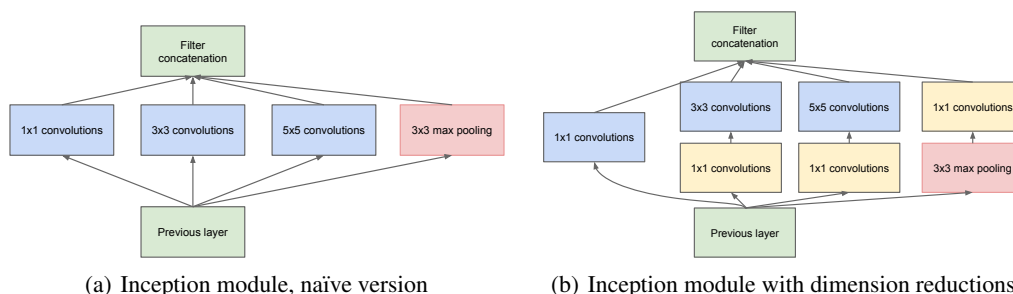 Filter
concatenation
1x1 convolutions
3x3 convolutions
5x5 convolutions
3x3 max pooling
Previous layer
(a) Inception module, naïve version
Filter
concatenation
3x3 convolutions
5x5 convolutions
1x1 convolutions
1x1 convolutions
1x1 convolutions
1x1 convolutions
3x3 max pooling
Previous layer
(b) Inception module with dimension reductions